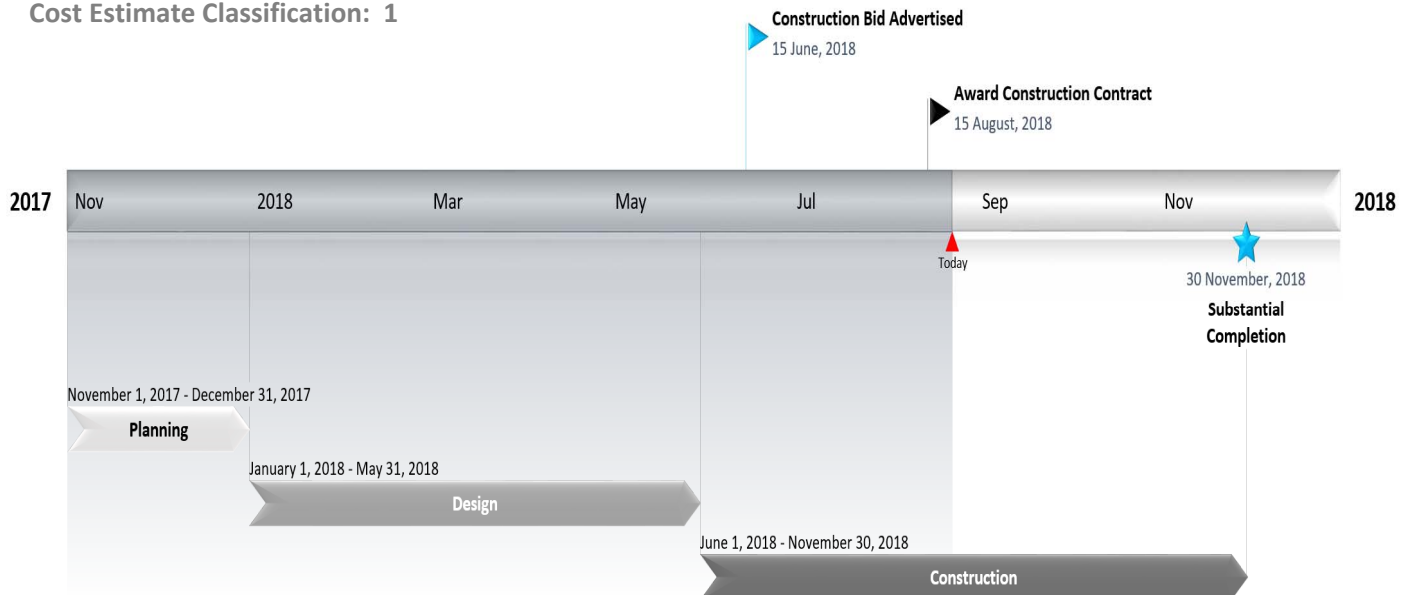 Cost Estimate Classification: 1
Construction Bid Advertised
15 June, 2018
Award Construction Contract
15 August, 2018
2017 Nov 2018 Mar May Jul Sep Nov 2018
Today
30 November, 2018
Substantial
Completion
November 1, 2017 - December 31, 2017
Planning
January 1, 2018 - May 31, 2018
Design
June 1, 2018 - November 30, 2018
Construction